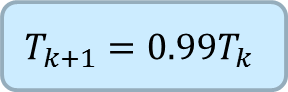 T_{k+1} = 0.99T_k